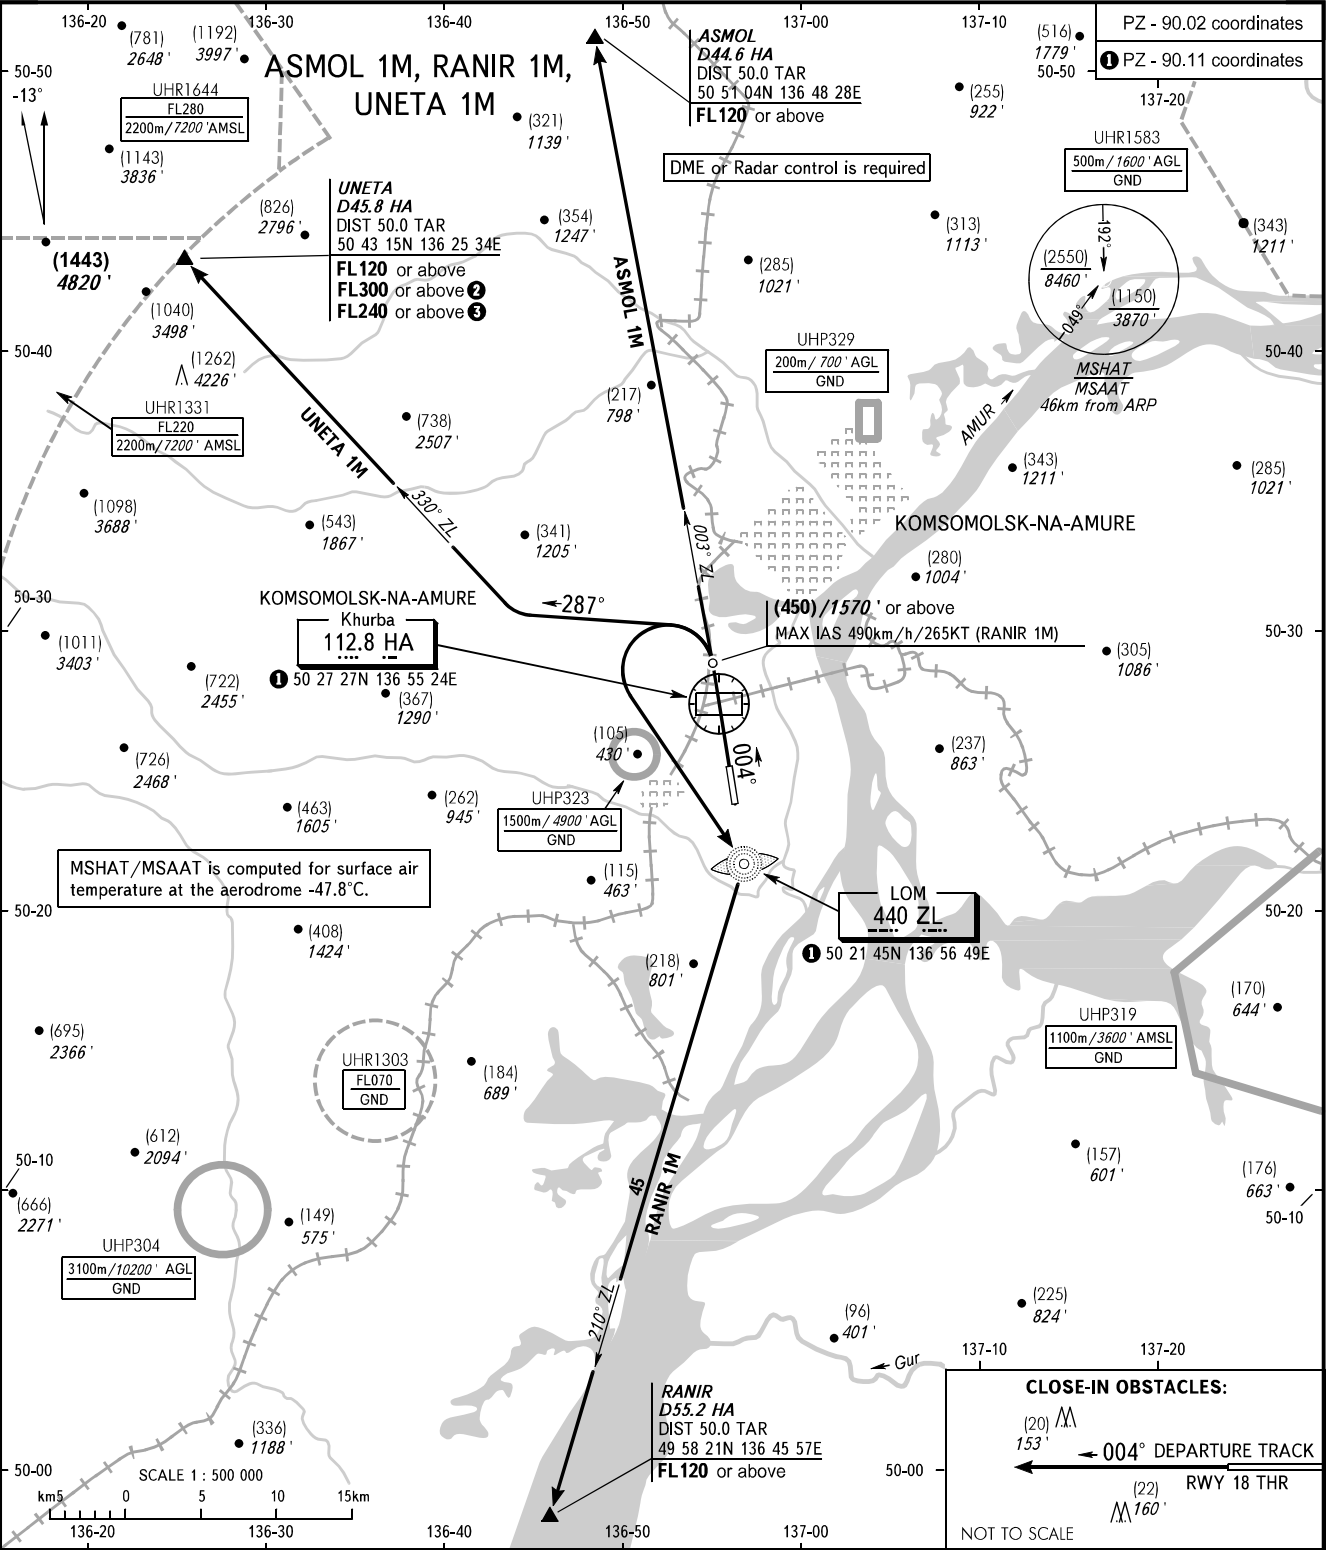 136-20
136-30
136-40
136-50
137-00
137-10
PZ - 90.02 coordinates
❶ PZ - 90.11 coordinates
(781)
2648 '
(1192)
3997 '
ASMOL 1M, RANIR 1M,
UNETA 1M
ASMOL
D44.6 HA
DIST 50.0 TAR
50 51 04N 136 48 28E
FL120 or above
(516)
1779 '
50-50
50-50
137-20
-13°
UHR1644
FL280
2200m/7200 'AMSL
(321)
1139 '
(255)
922 '
(1143)
3836 '
DME or Radar control is required
UHR1583
500m/1600 ' AGL
GND
UNETA
D45.8 HA
DIST 50.0 TAR
50 43 15N 136 25 34E
FL120 or above
FL300 or above ❷
FL240 or above ❸
(826)
2796 '
(354)
1247 '
(313)
1113 '
(343)
1211 '
(1443)
4820 '
(285)
1021 '
192°
(2550)
8460 '
049°
(1150)
3870 '
MSHAT
MSAAT
46km from ARP
(1040)
3498 '
ASMOL 1M
UHP329
200m/ 700 ' AGL
GND
50-40
50-40
(1262)
4226 '
UHR1331
FL220
2200m/7200 ' AMSL
(217)
798 '
(738)
2507 '
UNETA 1M
AMUR
(343)
1211 '
(285)
1021 '
(1098)
3688 '
330° ZL
003° ZL
(543)
1867 '
(341)
1205 '
KOMSOMOLSK-NA-AMURE
(280)
1004 '
50-30
KOMSOMOLSK-NA-AMURE
Khurba
112.8 HA
❶ 50 27 27N 136 55 24E
287°
(450) /1570 ' or above
MAX IAS 490km/h/265KT (RANIR 1M)
50-30
(1011)
3403 '
(305)
1086 '
(722)
2455 '
(367)
1290 '
(105)
430 '
004°
(237)
863 '
(726)
2468 '
(463)
1605 '
(262)
945 '
UHP323
1500m/ 4900 ' AGL
GND
MSHAT/MSAAT is computed for surface air
temperature at the aerodrome -47.8°C.
(115)
463 '
LOM
440 ZL
❶ 50 21 45N 136 56 49E
50-20
50-20
(408)
1424 '
(218)
801 '
(170)
644 '
(695)
2366 '
UHP319
1100m/3600 ' AMSL
GND
UHR1303
FL070
GND
(184)
689 '
(612)
2094 '
(157)
601 '
50-10
(176)
663 '
45
RANIR 1M
(666)
2271 '
(149)
575 '
50-10
UHP304
3100m/10200 ' AGL
GND
210° ZL
(225)
824 '
(96)
401 '
Gur
137-10
137-20
RANIR
D55.2 HA
DIST 50.0 TAR
49 58 21N 136 45 57E
FL120 or above
CLOSE-IN OBSTACLES:
(20)
153 '
004° DEPARTURE TRACK
RWY 18 THR
(22)
160 '
NOT TO SCALE
(336)
1188 '
50-00
50-00
SCALE 1 : 500 000
km5 0 5 10 15km
136-20
136-30
136-40
136-50
137-00